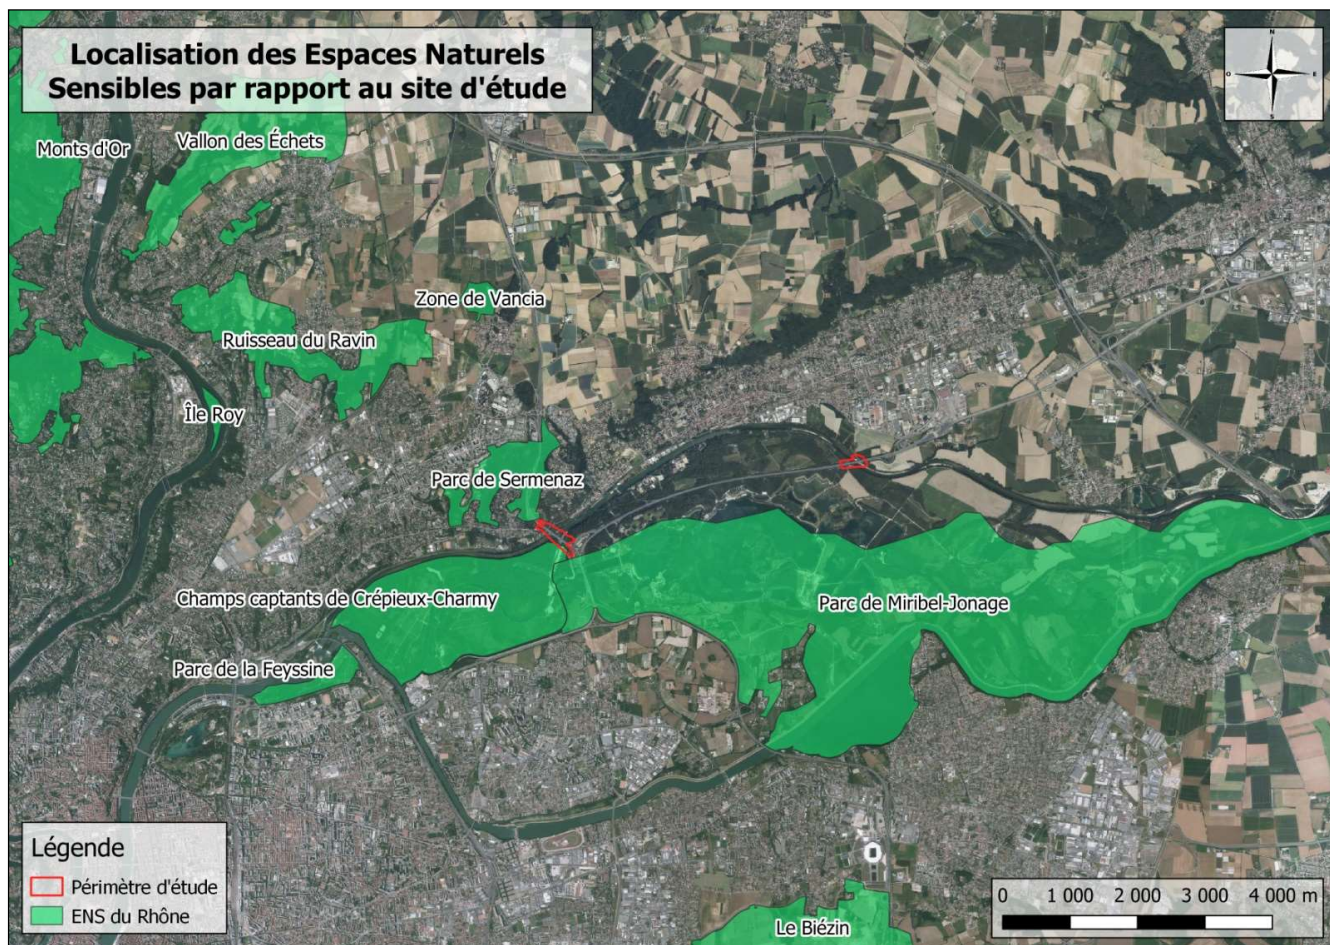 Localisation des Espaces Naturels
Sensibles par rapport au site d'étude
N
O
E
S
Monts d'Or
Vallon des Échets
Zone de Vancia
Ruisseau du Ravin
Île Roy
Parc de Sermenaz
Champs captants de Crépieux-Charmy
Parc de Miribel-Jonage
Parc de la Feyssine
Légende
Périmètre d'étude
ENS du Rhône
0 1 000 2 000 3 000 4 000 m
Le Biézin